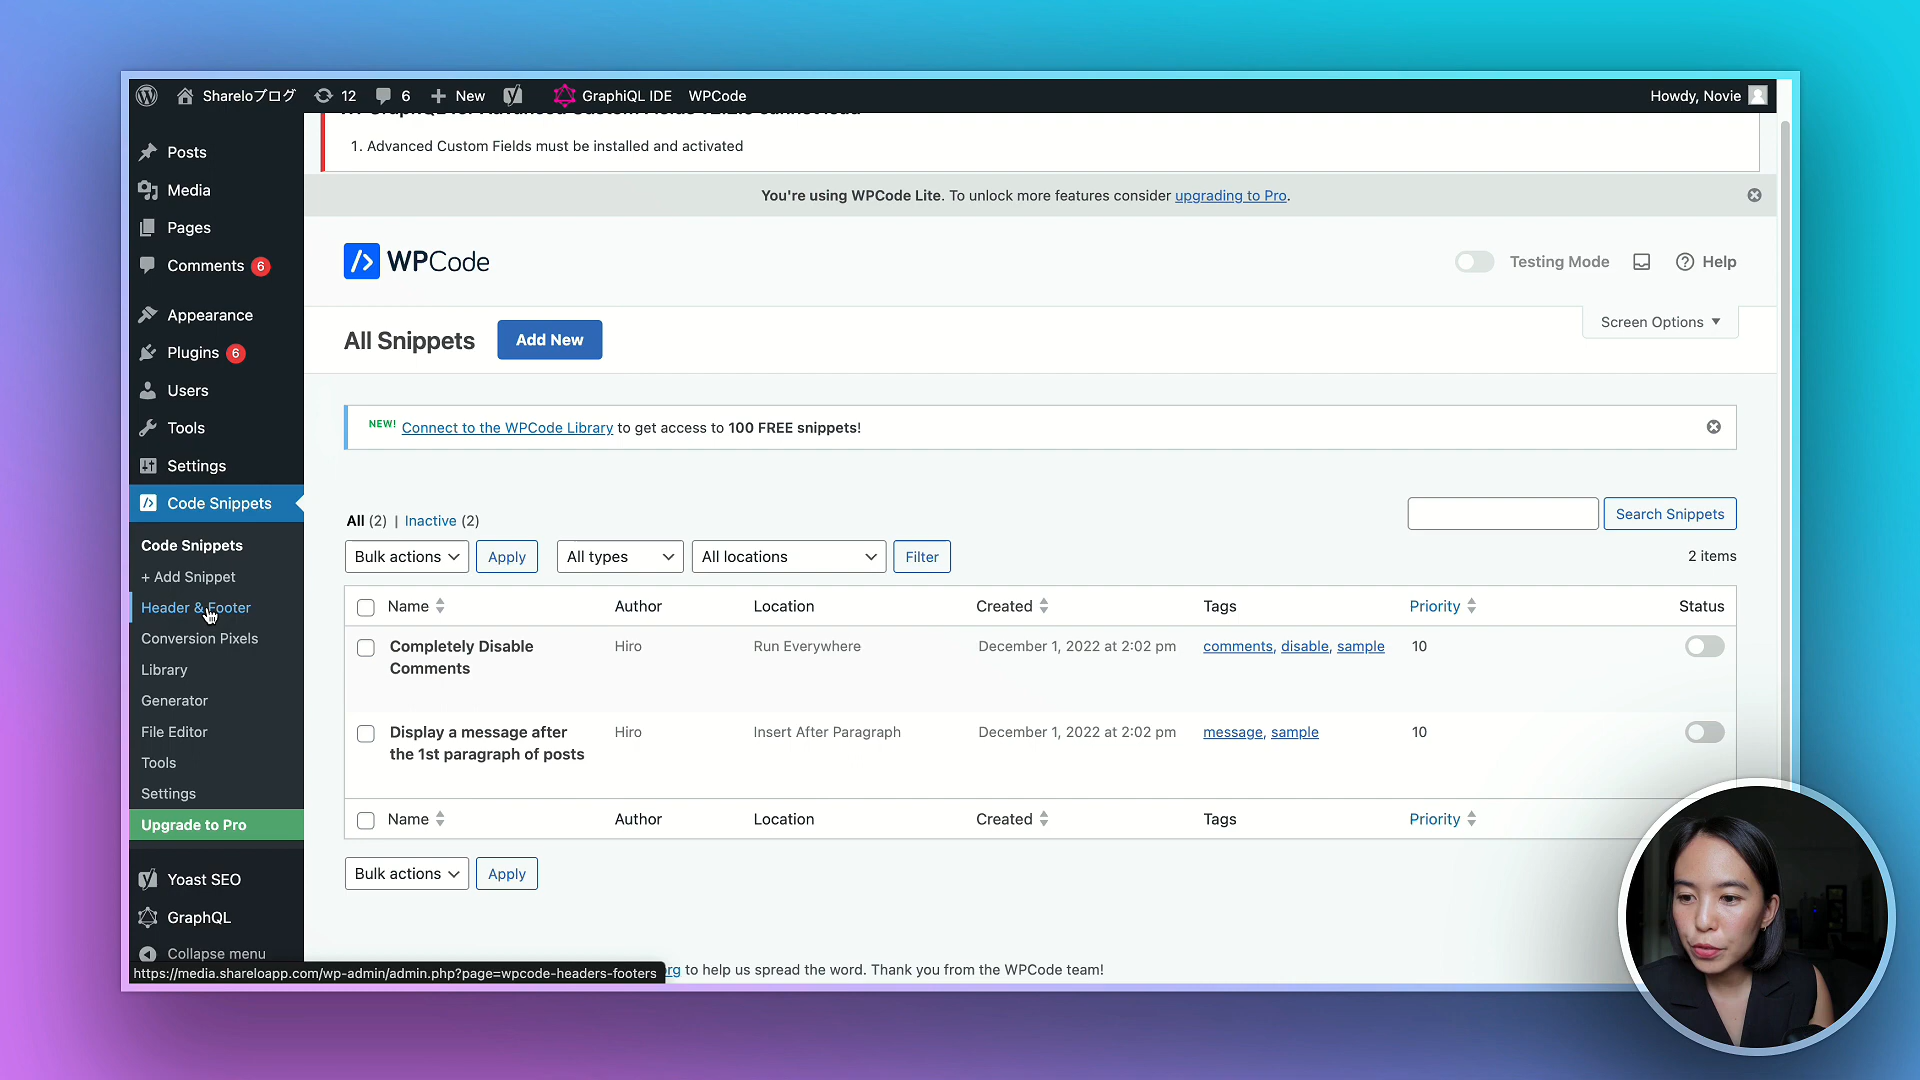 Shareloブログ 12 6 New GraphiQL IDE WPCode Howdy, Novie
Posts
Media
Pages
Comments 6
Appearance
Plugins 6
Users
Tools
Settings
Code Snippets
Code Snippets
+ Add Snippet
Header & Footer
Conversion Pixels
Library
Generator
File Editor
Tools
Settings
Upgrade to Pro
Yoast SEO
GraphQL
Collapse menu
https://media.shareloapp.com/wp-admin/admin.php?page=wpcode-headers-footers
1. Advanced Custom Fields must be installed and activated
You're using WPCode Lite. To unlock more features consider upgrading to Pro.
WPCode
Testing Mode Help
All Snippets Add New
Screen Options
NEW! Connect to the WPCode Library to get access to 100 FREE snippets!
All (2) | Inactive (2)
Search Snippets
Bulk actions Apply All types All locations Filter 2 items
Name Author Location Created Tags Priority Status
Completely Disable Comments Hiro Run Everywhere December 1, 2022 at 2:02 pm comments, disable, sample 10
Display a message after the 1st paragraph of posts Hiro Insert After Paragraph December 1, 2022 at 2:02 pm message, sample 10
Name Author Location Created Tags Priority
Bulk actions Apply
org to help us spread the word. Thank you from the WPCode team!